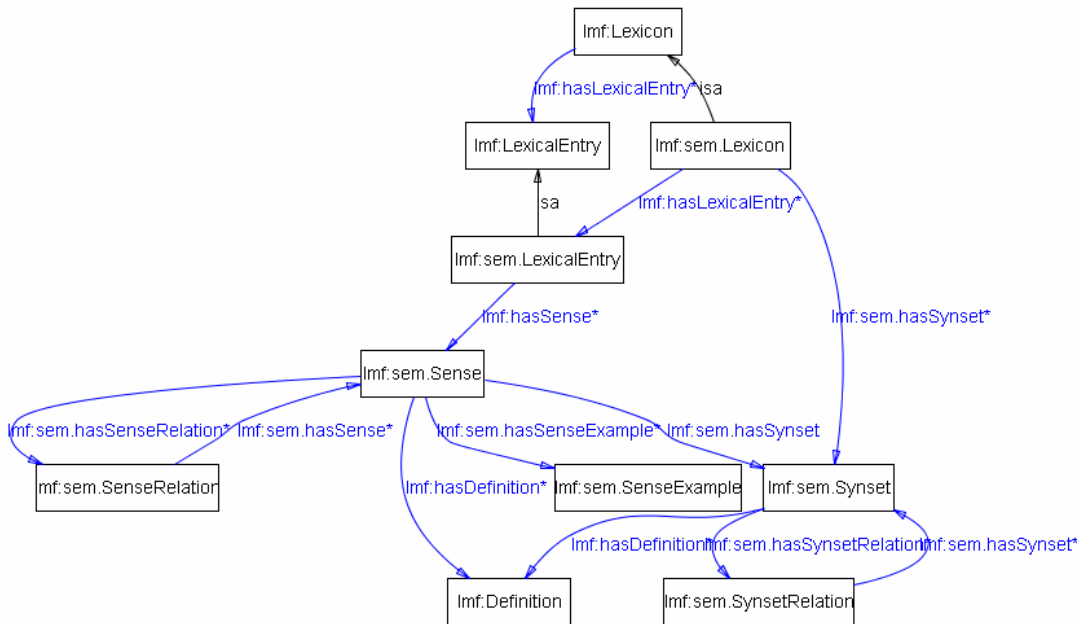 lmf:Lexicon
lmf:hasLexicalEntry*
isa
lmf:LexicalEntry
lmf:sem.Lexicon
isa
lmf:hasLexicalEntry*
lmf:sem.LexicalEntry
lmf:hasSense*
lmf:sem.hasSynset*
lmf:sem.Sense
lmf:sem.hasSenseRelation*
lmf:sem.hasSense*
lmf:sem.hasSenseExample*
lmf:sem.hasSynset
mf:sem.SenseRelation
lmf:hasDefinition*
lmf:sem.SenseExample
lmf:sem.Synset
lmf:hasDefinition*
lmf:sem.hasSynsetRelation*
lmf:sem.hasSynset*
lmf:Definition
lmf:sem.SynsetRelation